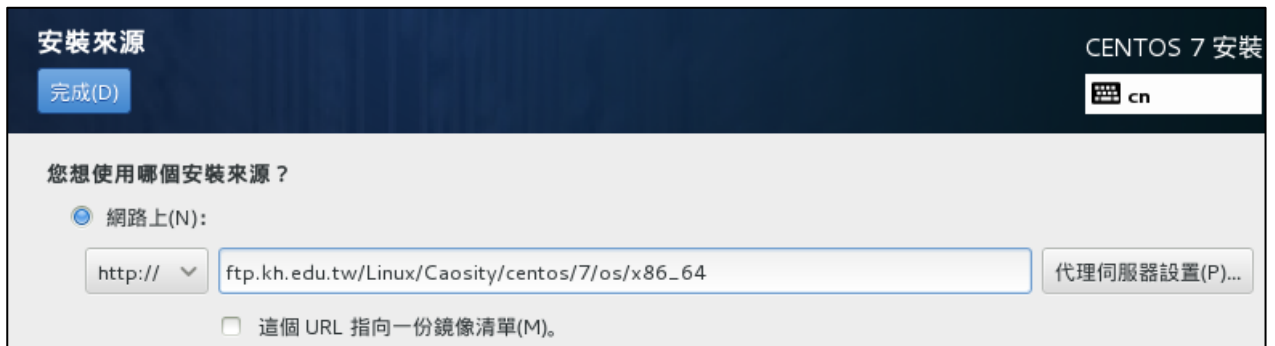 安裝來源
CENTOS 7 安裝
完成(D)
cn
您想使用哪個安裝來源？
網路上(N)：
http://
ftp.kh.edu.tw/Linux/Caosity/centos/7/os/x86_64
代理伺服器設置(P)...
這個 URL 指向一份鏡像清單(M)。